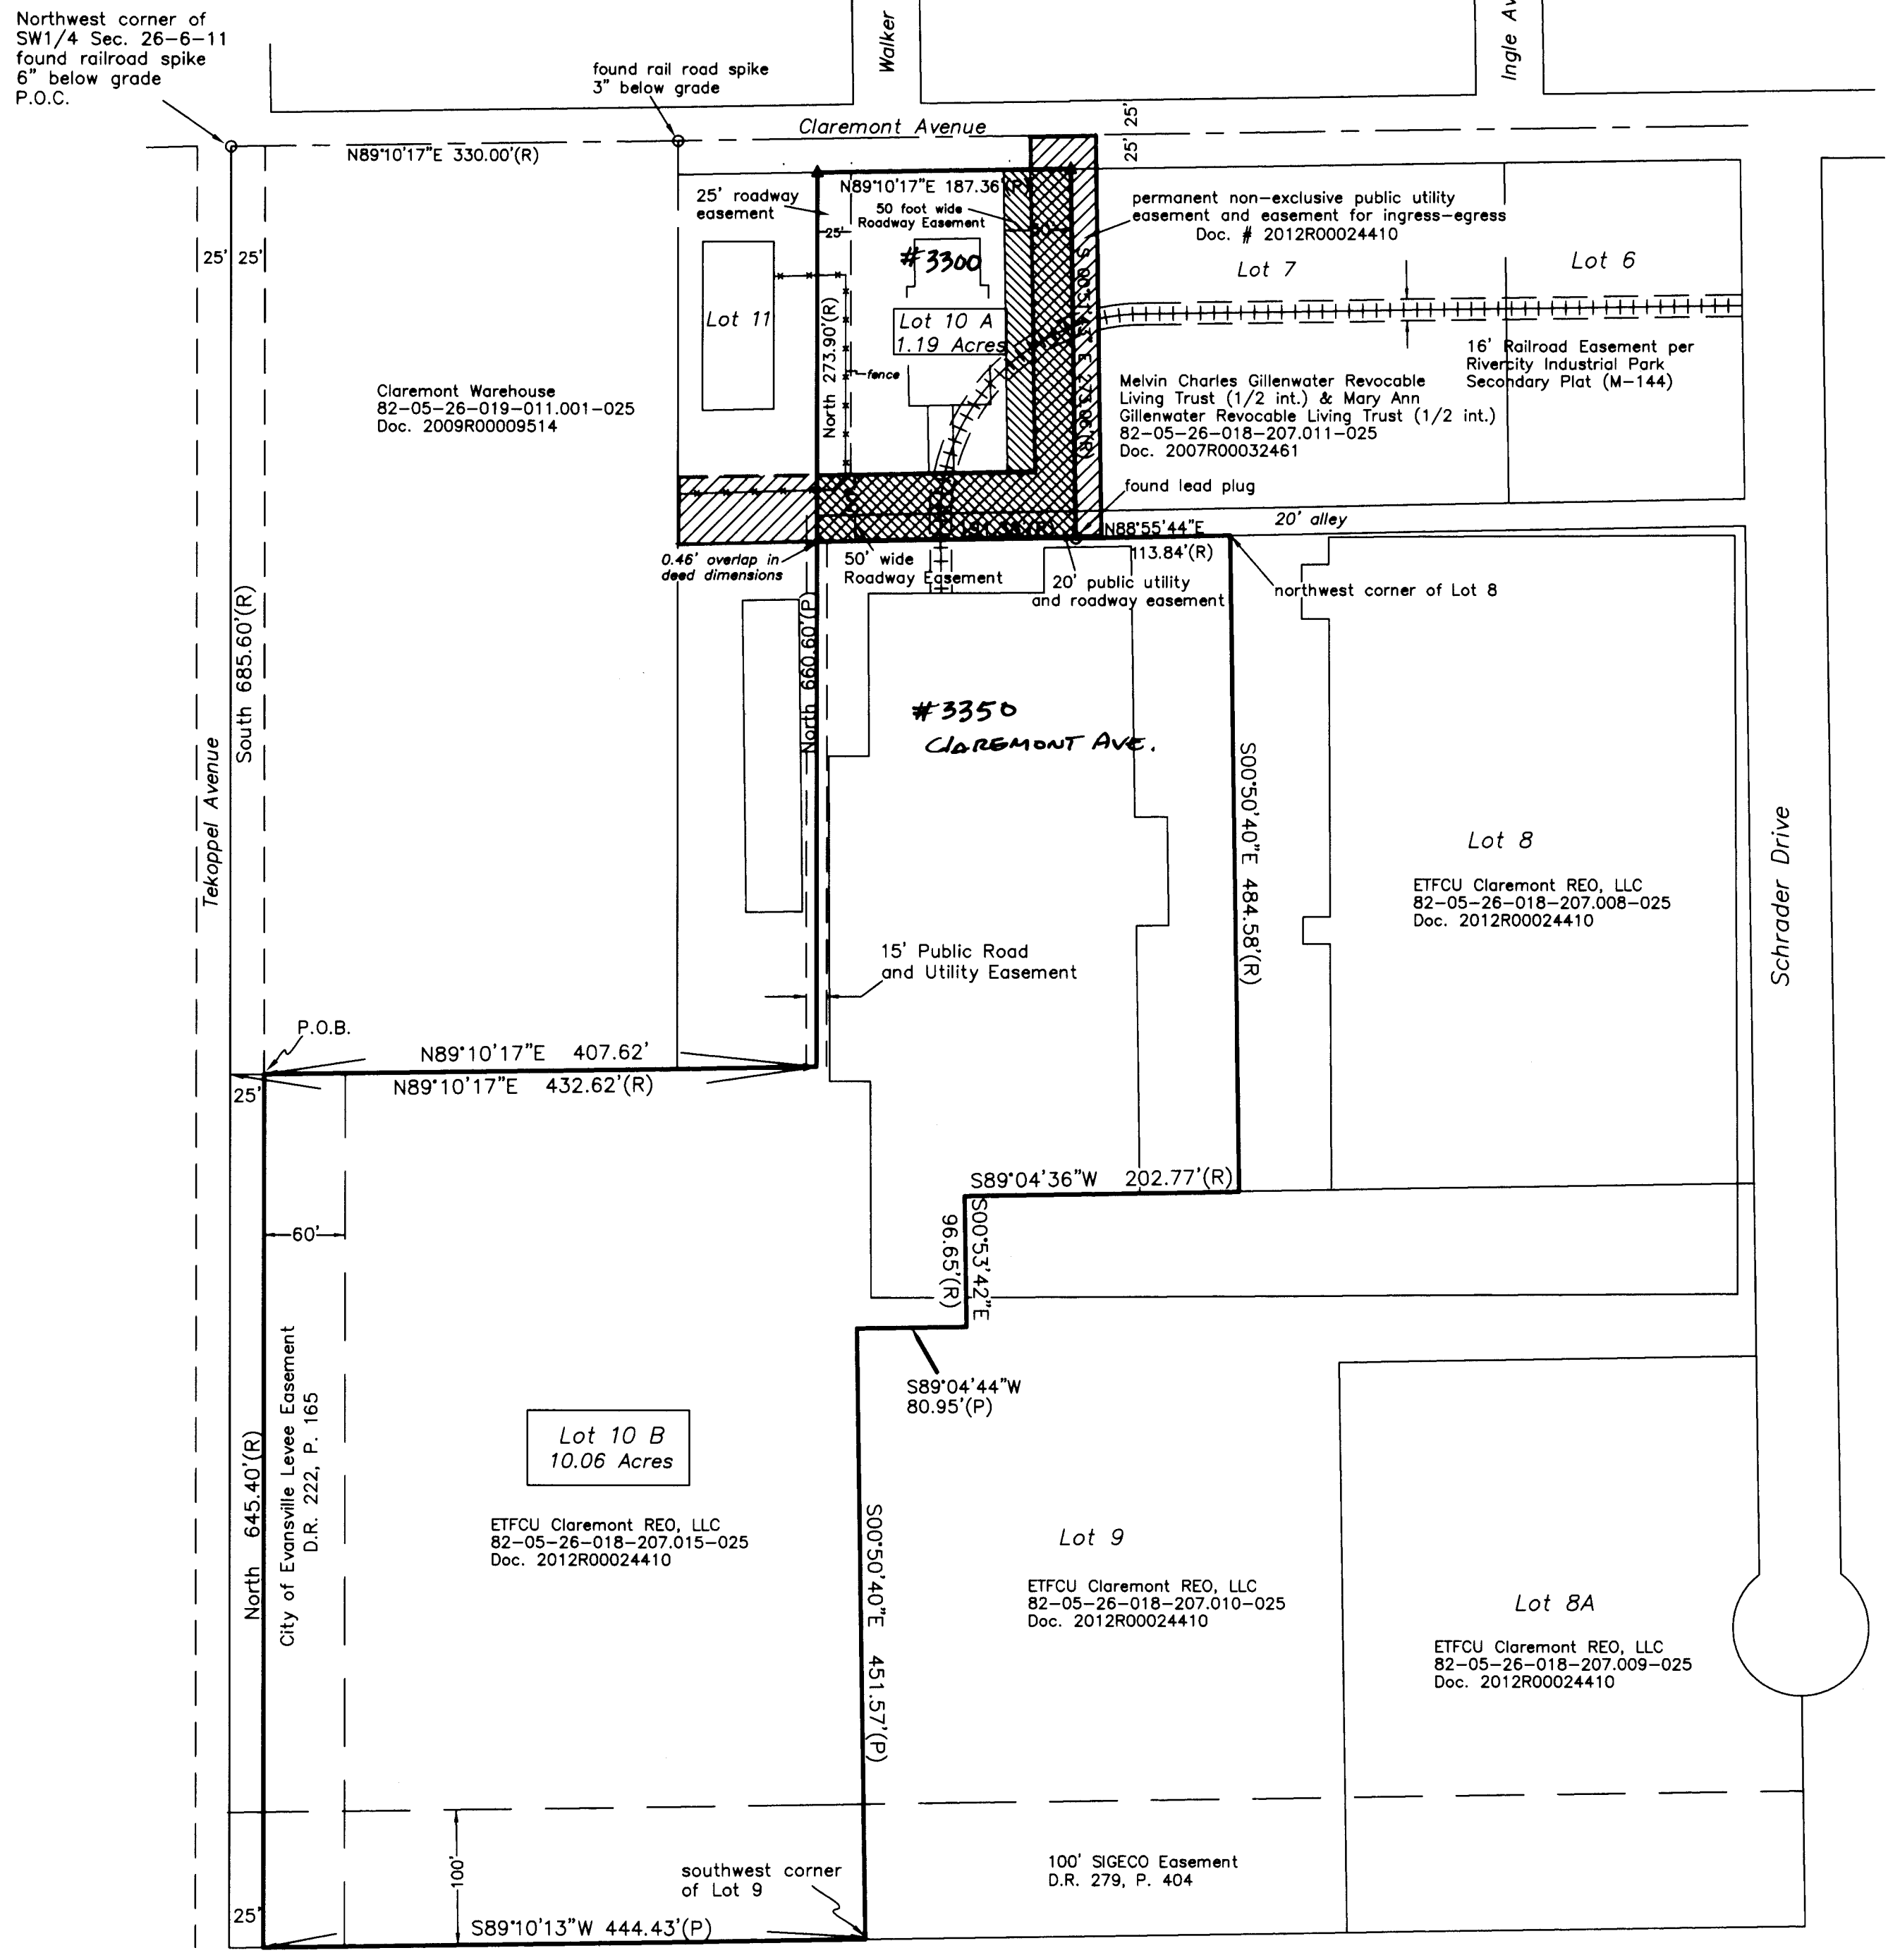 Northwest corner of
SW1/4 Sec. 26-6-11
found railroad spike
6" below grade
P.O.C.
found rail road spike
3" below grade
Walker
Ingle Av
Claremont Avenue
25' 25'
25' 25'
N89°10'17"E 330.00'(R)
N89°10'17"E 187.36'(R)
25' roadway
easement
50 foot wide
Roadway Easement
25'
50'
#3300
permanent non-exclusive public utility
easement and easement for ingress-egress
Doc. # 2012R00024410
Lot 7
Lot 6
25' 25'
Lot 11
North 273.90'(R)
Lot 10 A
1.19 Acres
fence
16' Railroad Easement per
Rivercity Industrial Park
Secondary Plat (M-144)
Claremont Warehouse
82-05-26-019-011.001-025
Doc. 2009R00009514
Melvin Charles Gillenwater Revocable
Living Trust (1/2 int.) & Mary Ann
Gillenwater Revocable Living Trust (1/2 int.)
82-05-26-018-207.011-025
Doc. 2007R00032461
found lead plug
N88°55'44"E
113.84'(R)
20' alley
0.46' overlap in
deed dimensions
50' wide
Roadway Easement
20' public utility
and roadway easement
northwest corner of Lot 8
South 685.60'(R)
Tekoppel Avenue
North 660.60'(P)
#3350
CLAREMONT AVE.
S00°50'40"E 484.58'(R)
Lot 8
ETFCU Claremont REO, LLC
82-05-26-018-207.008-025
Doc. 2012R00024410
Schrader Drive
15' Public Road
and Utility Easement
P.O.B.
N89°10'17"E 407.62'
N89°10'17"E 432.62'(R)
25'
S89°04'36"W 202.77'(R)
60'
S00°53'42"E
96.65'(R)
S89°04'44"W
80.95'(P)
City of Evansville Levee Easement
D.R. 222, P. 165
North 645.40'(R)
Lot 10 B
10.06 Acres
ETFCU Claremont REO, LLC
82-05-26-018-207.015-025
Doc. 2012R00024410
S00°50'40"E 451.57'(P)
Lot 9
ETFCU Claremont REO, LLC
82-05-26-018-207.010-025
Doc. 2012R00024410
Lot 8A
ETFCU Claremont REO, LLC
82-05-26-018-207.009-025
Doc. 2012R00024410
100'
southwest corner
of Lot 9
100' SIGECO Easement
D.R. 279, P. 404
25'
S89°10'13"W 444.43'(P)